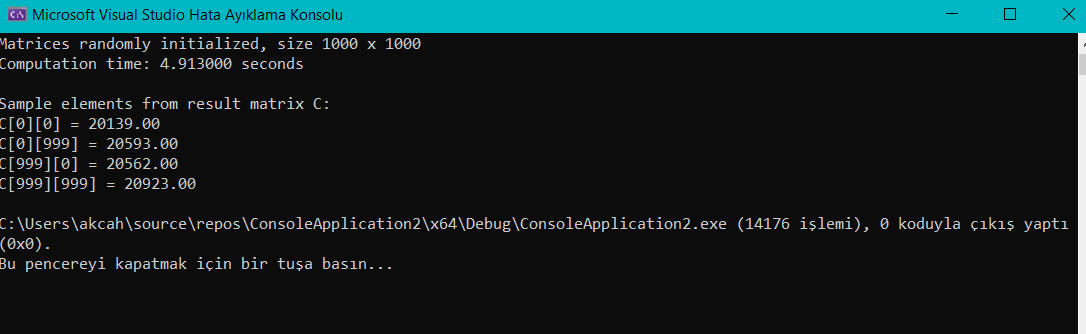 Microsoft Visual Studio Hata Ayıklama Konsolu
Matrices randomly initialized, size 1000 x 1000
Computation time: 4.913000 seconds
Sample elements from result matrix C:
C[0][0] = 20139.00
C[0][999] = 20593.00
C[999][0] = 20562.00
C[999][999] = 20923.00
C:\Users\akcah\source\repos\ConsoleApplication2\x64\Debug\ConsoleApplication2.exe (14176 işlemi), 0 koduyla çıkış yaptı
(0x0).
Bu pencereyi kapatmak için bir tuşa basın...